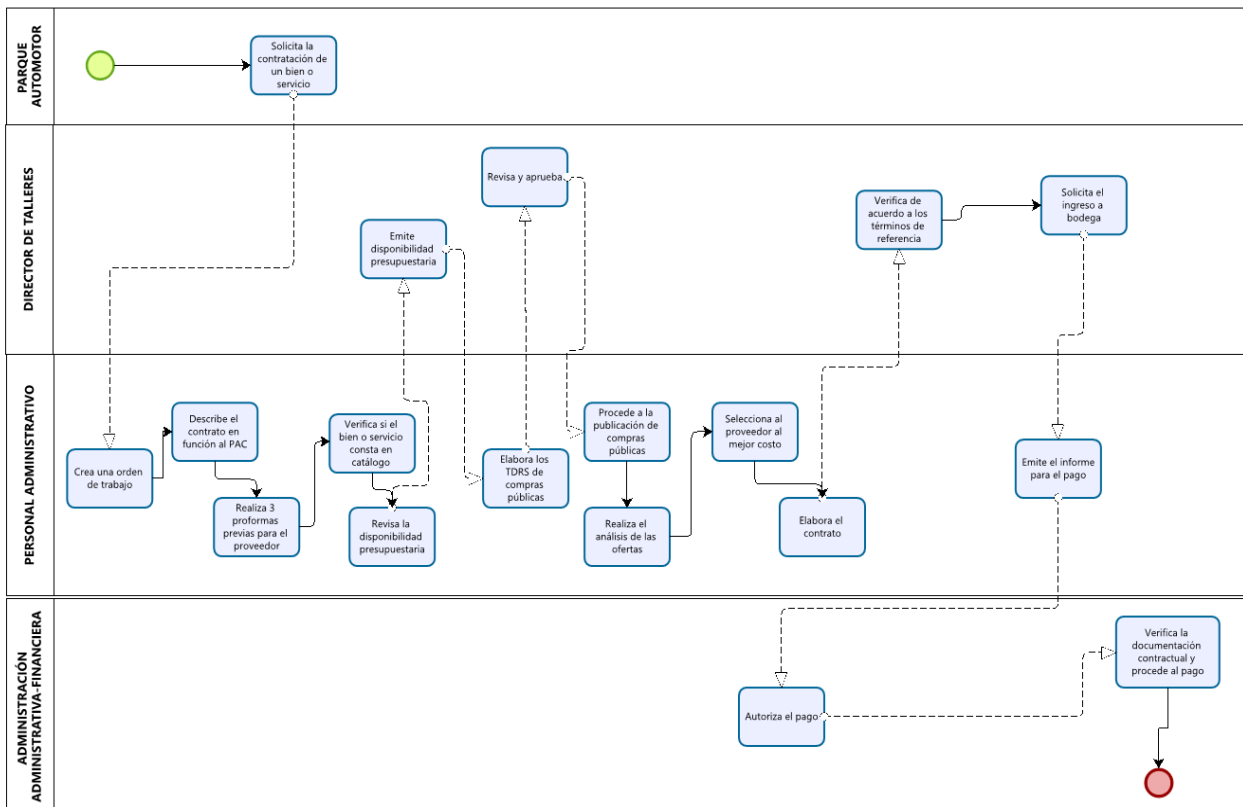 PARQUE
AUTOMOTOR
Solicita la
contratación de
un bien o
servicio
DIRECTOR DE TALLERES
Revisa y aprueba
Emite
disponibilidad
presupuestaria
Verifica de
acuerdo a los
términos de
referencia
Solicita el
ingreso a
bodega
PERSONAL ADMINISTRATIVO
Crea una orden
de trabajo
Describe el
contrato en
función al PAC
Realiza 3
proformas
previas para el
proveedor
Verifica si el
bien o servicio
consta en
catálogo
Revisa la
disponibilidad
presupuestaria
Elabora los
TDRS de
compras
públicas
Procede a la
publicación de
compras
públicas
Realiza el
análisis de las
ofertas
Selecciona al
proveedor al
mejor costo
Elabora el
contrato
Emite el informe
para el pago
ADMINISTRACIÓN
ADMINISTRATIVA-FINANCIERA
Autoriza el pago
Verifica la
documentación
contractual y
procede al pago